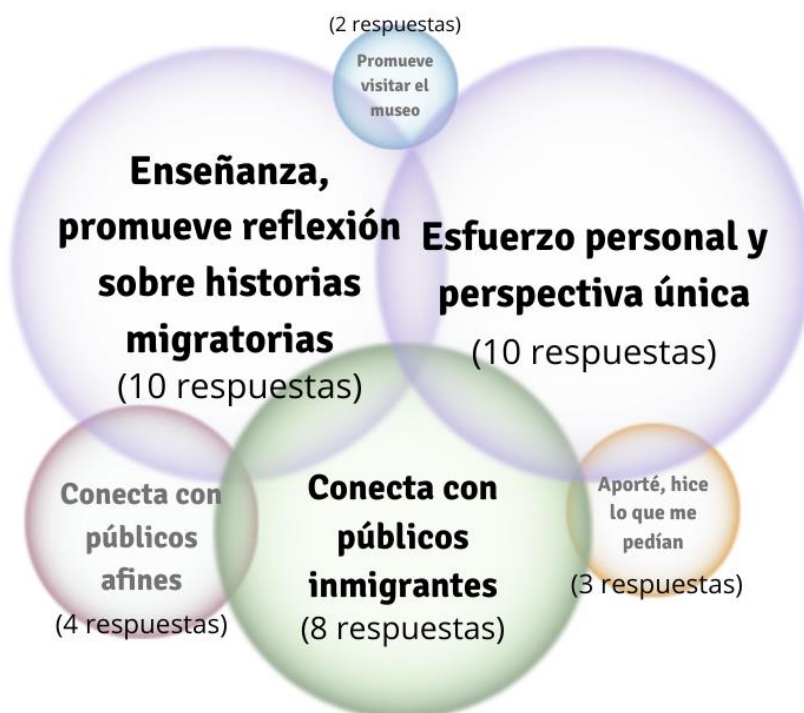 (2 respuestas)
Promueve
visitar el
museo
Enseñanza,
promueve reflexión
sobre historias
migratorias
(10 respuestas)
Esfuerzo personal y
perspectiva única
(10 respuestas)
Conecta con
públicos
afines
(4 respuestas)
Conecta con
públicos
inmigrantes
(8 respuestas)
Aporté, hice
lo que me
pedían
(3 respuestas)